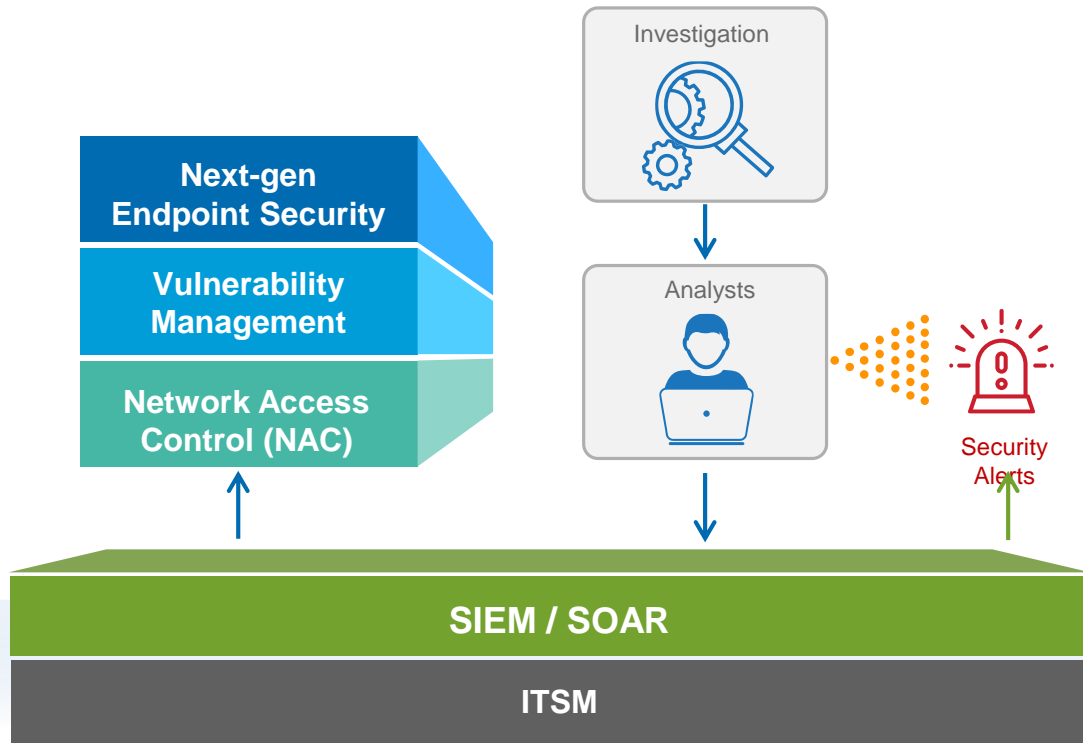 Investigation
Next-gen
Endpoint Security
Vulnerability
Management
Network Access
Control (NAC)
Analysts
Security
Alerts
SIEM / SOAR
ITSM